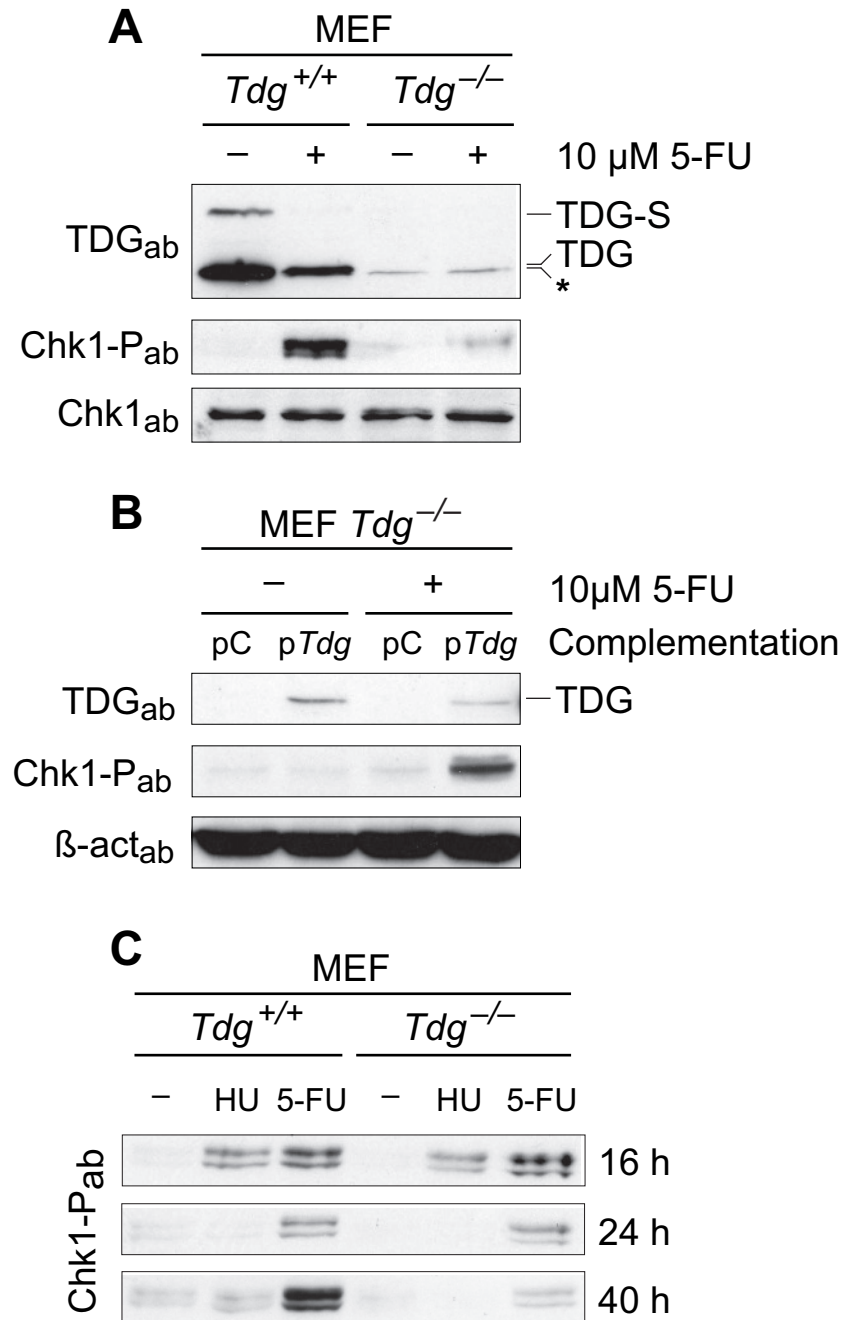 A
MEF
Tdg +/+ Tdg –/–
– + – + 10 µM 5-FU
TDGab
TDG-S
TDG
*
Chk1-Pab
Chk1ab
B
MEF Tdg –/–
– + 10µM 5-FU
pC pTdg pC pTdg Complementation
TDGab TDG
Chk1-Pab
ß-actab
C
MEF
Tdg +/+ Tdg –/–
– HU 5-FU – HU 5-FU
Chk1-Pab
16 h
24 h
40 h